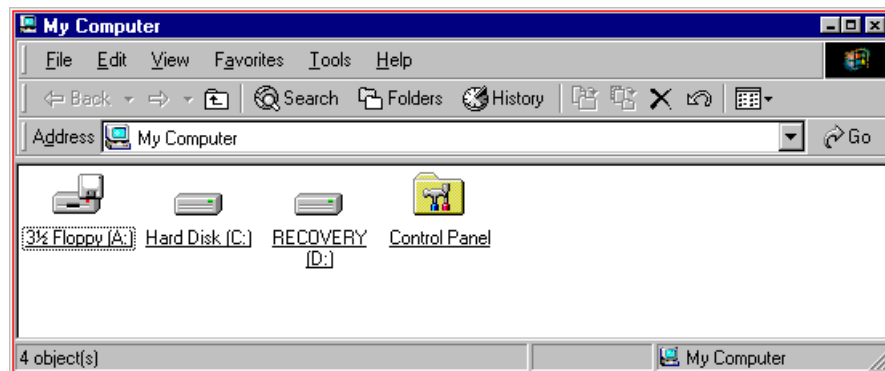 My Computer
File Edit View Favorites Tools Help
Back Search Folders History
Address My Computer Go
3½ Floppy (A:) Hard Disk (C:) RECOVERY (D:) Control Panel
4 object(s) My Computer